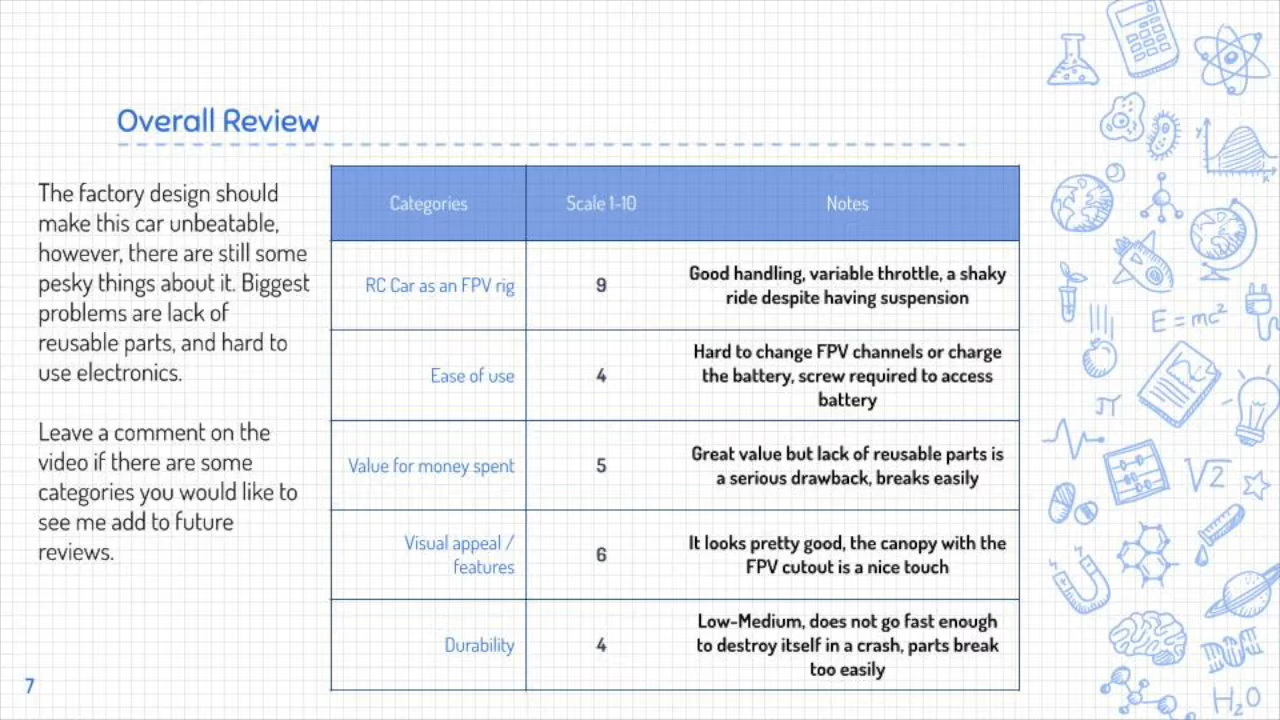 Overall Review
The factory design should
make this car unbeatable,
however, there are still some
pesky things about it. Biggest
problems are lack of
reusable parts, and hard to
use electronics.
Leave a comment on the
video if there are some
categories you would like to
see me add to future
reviews.
Categories Scale 1-10 Notes
RC Car as an FPV rig 9 Good handling, variable throttle, a shaky
ride despite having suspension
Ease of use 4 Hard to change FPV channels or charge
the battery, screw required to access
battery
Value for money spent 5 Great value but lack of reusable parts is
a serious drawback, breaks easily
Visual appeal /
features
6
It looks pretty good, the canopy with the
FPV cutout is a nice touch
Durability 4 Low-Medium, does not go fast enough
to destroy itself in a crash, parts break
too easily
7
y
x
E = mc²
π
√2
H₂O